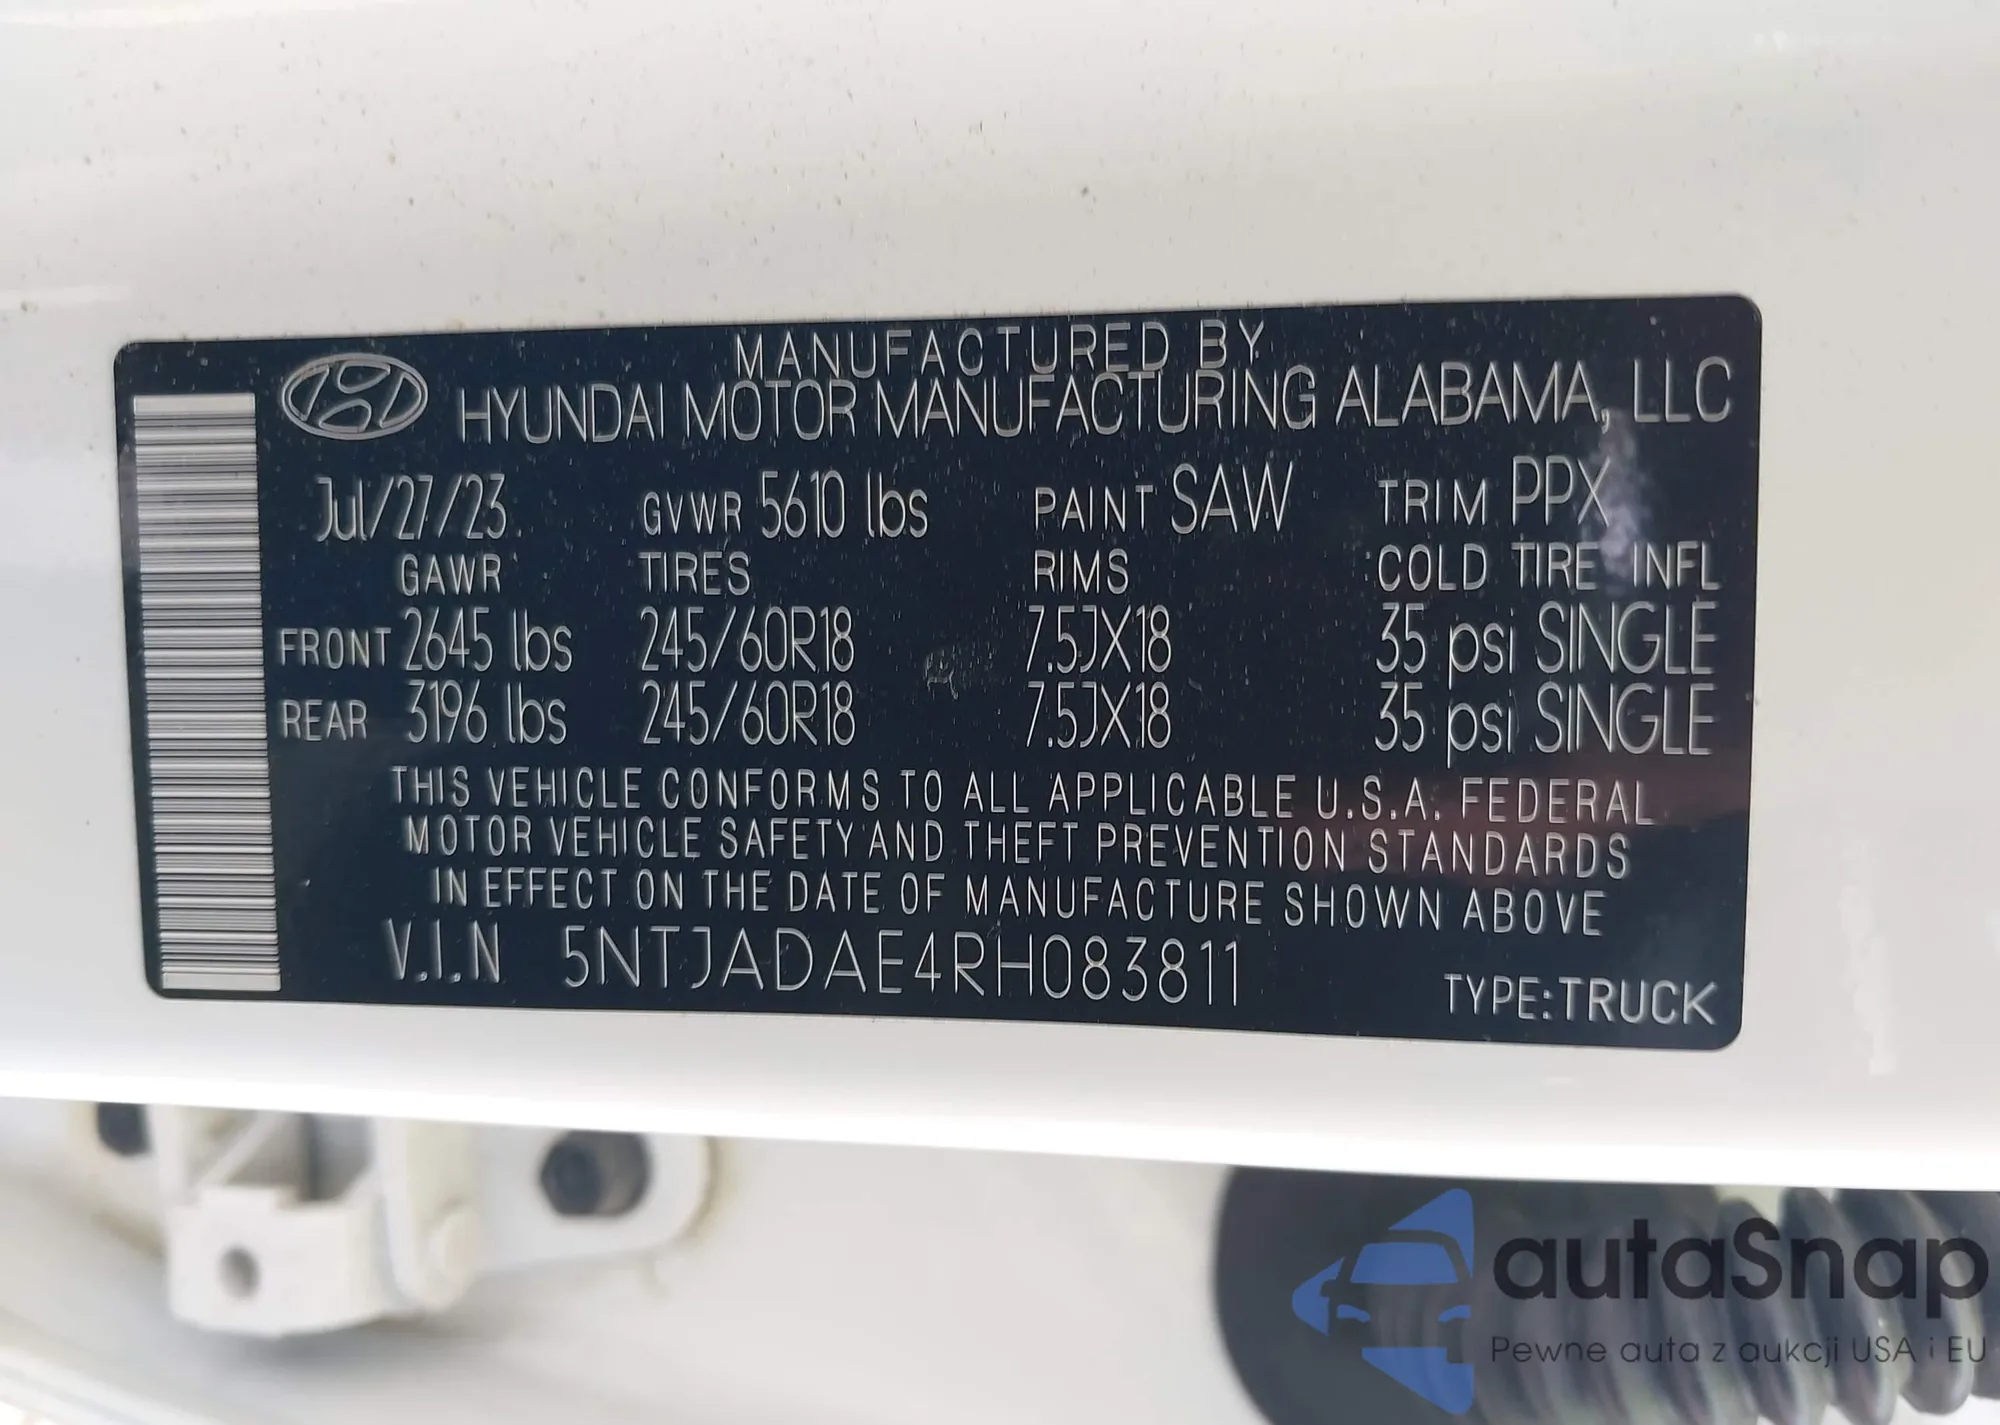 MANUFACTURED BY
HYUNDAI MOTOR MANUFACTURING ALABAMA, LLC
Jul/27/23 GVWR 5610 lbs PAINT SAW TRIM PPX
GAWR TIRES RIMS COLD TIRE INFL
FRONT 2645 lbs 245/60R18 7.5JX18 35 psi SINGLE
REAR 3196 lbs 245/60R18 7.5JX18 35 psi SINGLE
THIS VEHICLE CONFORMS TO ALL APPLICABLE U.S.A. FEDERAL
MOTOR VEHICLE SAFETY AND THEFT PREVENTION STANDARDS
IN EFFECT ON THE DATE OF MANUFACTURE SHOWN ABOVE
V.I.N 5NTJADAE4RH083811 TYPE:TRUCK
autaSnap
Pewne auta z aukcji USA i EU